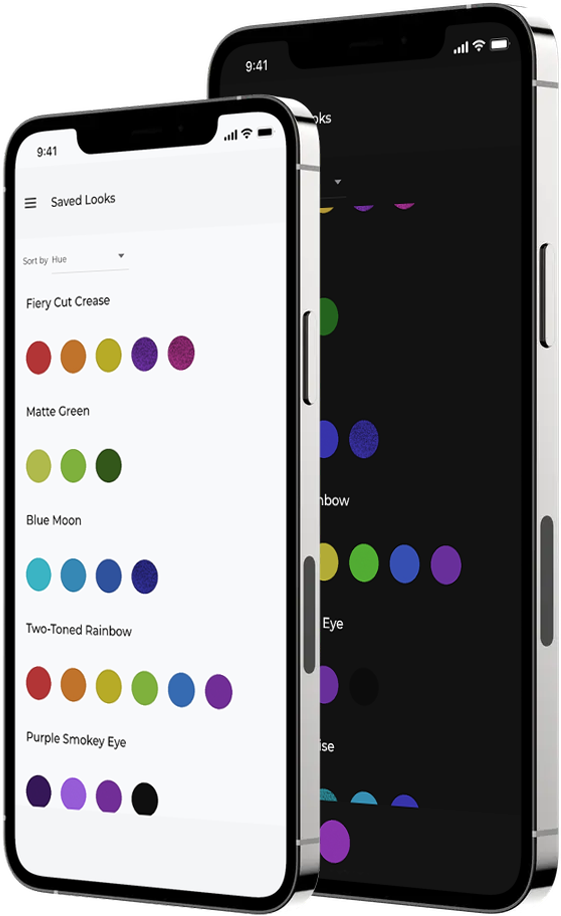 9:41
Saved Looks
Sort by Hue
Fiery Cut Crease
Matte Green
Blue Moon
Two-Toned Rainbow
Purple Smokey Eye
9:41
oks
nbow
Eye
ise